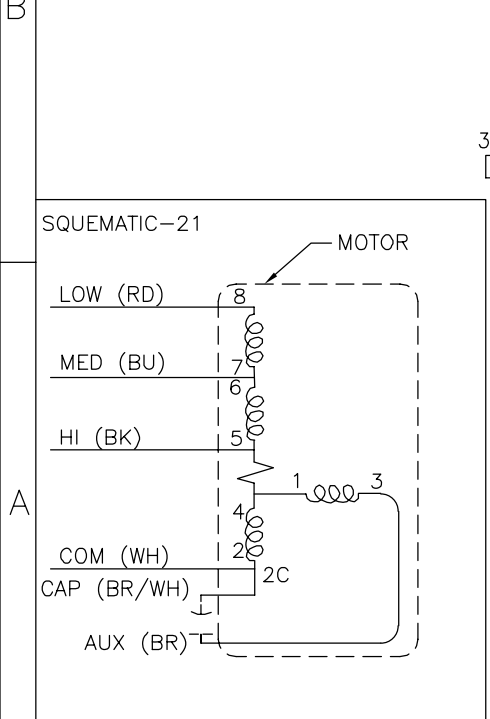 B
3
SQUEMATIC-21
MOTOR
LOW (RD)
8
MED (BU)
7
6
HI (BK)
5
1
3
A
4
2
COM (WH)
2C
CAP (BR/WH)
AUX (BR)